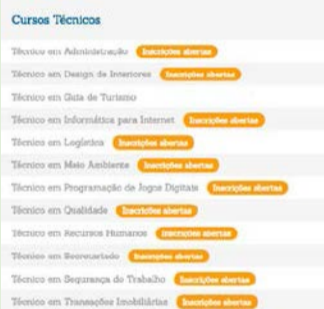 Cursos Técnicos
Técnico em Administração Inscrições abertas
Técnico em Design de Interiores Inscrições abertas
Técnico em Guia de Turismo
Técnico em Informática para Internet Inscrições abertas
Técnico em Logística Inscrições abertas
Técnico em Meio Ambiente Inscrições abertas
Técnico em Programação de Jogos Digitais Inscrições abertas
Técnico em Qualidade Inscrições abertas
Técnico em Recursos Humanos Inscrições abertas
Técnico em Secretariado Inscrições abertas
Técnico em Segurança do Trabalho Inscrições abertas
Técnico em Transações Imobiliárias Inscrições abertas